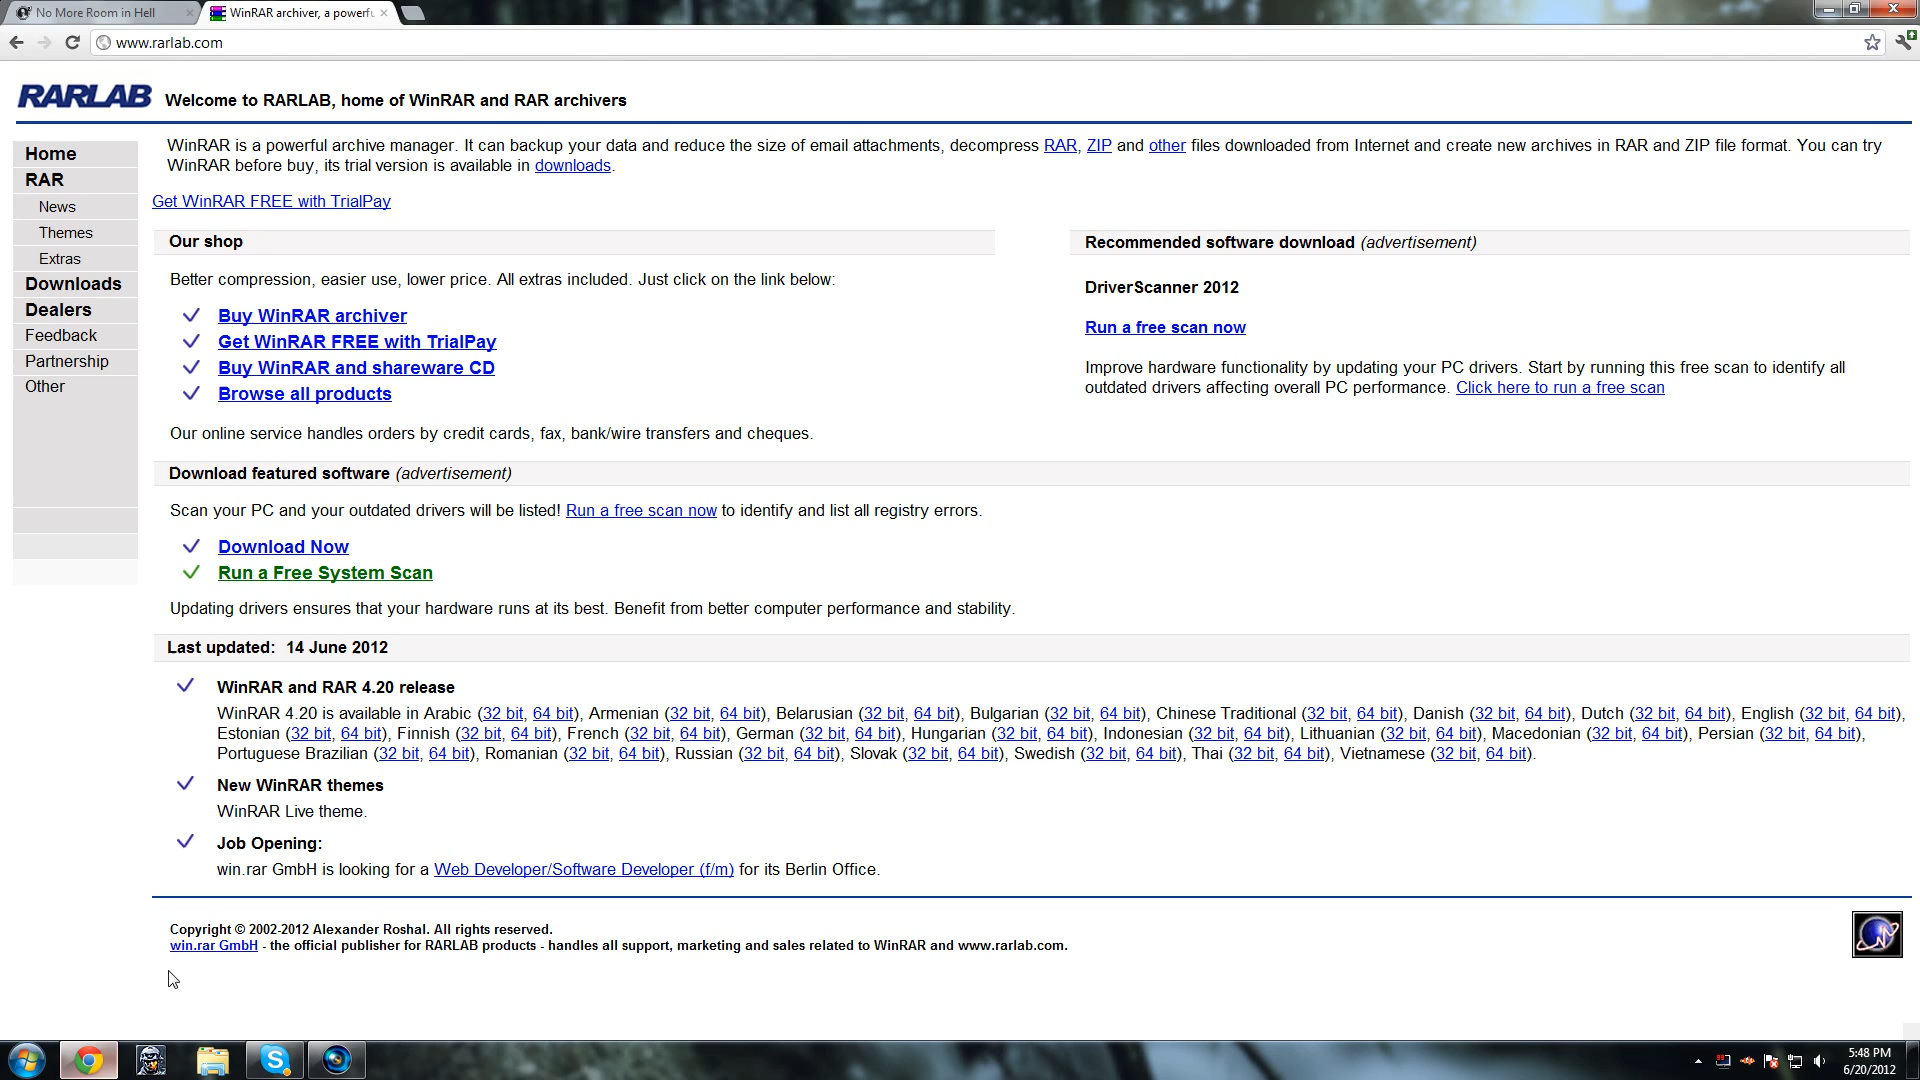 No More Room in Hell
WinRAR archiver, a powerfu
www.rarlab.com
RARLAB
Welcome to RARLAB, home of WinRAR and RAR archivers
Home
RAR
News
Themes
Extras
Downloads
Dealers
Feedback
Partnership
Other
WinRAR is a powerful archive manager. It can backup your data and reduce the size of email attachments, decompress RAR, ZIP and other files downloaded from Internet and create new archives in RAR and ZIP file format. You can try
WinRAR before buy, its trial version is available in downloads.
Get WinRAR FREE with TrialPay
Our shop
Better compression, easier use, lower price. All extras included. Just click on the link below:
Buy WinRAR archiver
Get WinRAR FREE with TrialPay
Buy WinRAR and shareware CD
Browse all products
Our online service handles orders by credit cards, fax, bank/wire transfers and cheques.
Recommended software download (advertisement)
DriverScanner 2012
Run a free scan now
Improve hardware functionality by updating your PC drivers. Start by running this free scan to identify all
outdated drivers affecting overall PC performance. Click here to run a free scan
Download featured software (advertisement)
Scan your PC and your outdated drivers will be listed! Run a free scan now to identify and list all registry errors.
Download Now
Run a Free System Scan
Updating drivers ensures that your hardware runs at its best. Benefit from better computer performance and stability.
Last updated: 14 June 2012
WinRAR and RAR 4.20 release
WinRAR 4.20 is available in Arabic (32 bit, 64 bit), Armenian (32 bit, 64 bit), Belarusian (32 bit, 64 bit), Bulgarian (32 bit, 64 bit), Chinese Traditional (32 bit, 64 bit), Danish (32 bit, 64 bit), Dutch (32 bit, 64 bit), English (32 bit, 64 bit),
Estonian (32 bit, 64 bit), Finnish (32 bit, 64 bit), French (32 bit, 64 bit), German (32 bit, 64 bit), Hungarian (32 bit, 64 bit), Indonesian (32 bit, 64 bit), Lithuanian (32 bit, 64 bit), Macedonian (32 bit, 64 bit), Persian (32 bit, 64 bit),
Portuguese Brazilian (32 bit, 64 bit), Romanian (32 bit, 64 bit), Russian (32 bit, 64 bit), Slovak (32 bit, 64 bit), Swedish (32 bit, 64 bit), Thai (32 bit, 64 bit), Vietnamese (32 bit, 64 bit).
New WinRAR themes
WinRAR Live theme.
Job Opening:
win.rar GmbH is looking for a Web Developer/Software Developer (f/m) for its Berlin Office.
Copyright © 2002-2012 Alexander Roshal. All rights reserved.
win.rar GmbH - the official publisher for RARLAB products - handles all support, marketing and sales related to WinRAR and www.rarlab.com.
5:48 PM
6/20/2012